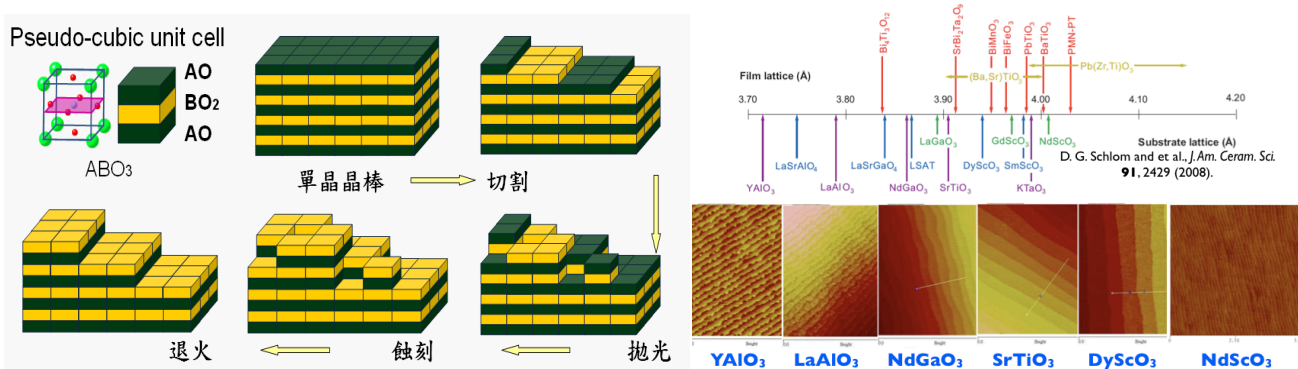 Pseudo-cubic unit cell
AO
BO₂
AO
ABO₃
單晶晶棒
切割
拋光
蝕刻
退火
Bi₄Ti₃O₁₂
SrBi₂Ta₂O₉
BiMnO₃
BiFeO₃
PbTiO₃
BaTiO₃
PMN-PT
Film lattice (Å)
(Ba,Sr)TiO₃
Pb(Zr,Ti)O₃
3.70 3.80 3.90 4.00 4.10 4.20
Substrate lattice (Å)
LaGaO₃
GdScO₃
NdScO₃
LaSrAlO₄
LaSrGaO₄
LSAT
DyScO₃
SmScO₃
YAlO₃
LaAlO₃
NdGaO₃
SrTiO₃
KTaO₃
D. G. Schlom and et al., J. Am. Ceram. Sci.
91, 2429 (2008).
YAlO₃ LaAlO₃ NdGaO₃ SrTiO₃ DyScO₃ NdScO₃